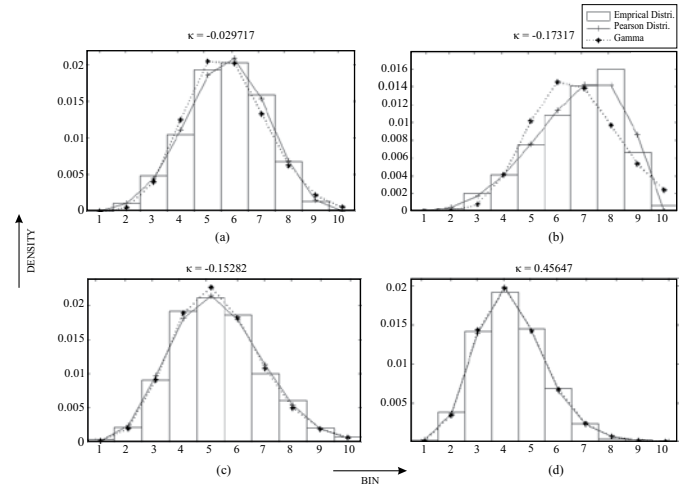 Emprical Distri.
Pearson Distri.
Gamma
κ = -0.029717
κ = -0.17317
0.02
0.015
0.01
0.005
0
1 2 3 4 5 6 7 8 9 10
(a)
0.016
0.014
0.012
0.01
0.008
0.006
0.004
0.002
0
1 2 3 4 5 6 7 8 9 10
(b)
DENSITY
κ = -0.15282
κ = 0.45647
0.02
0.015
0.01
0.005
0
1 2 3 4 5 6 7 8 9 10
(c)
0.02
0.015
0.01
0.005
0
1 2 3 4 5 6 7 8 9 10
(d)
BIN